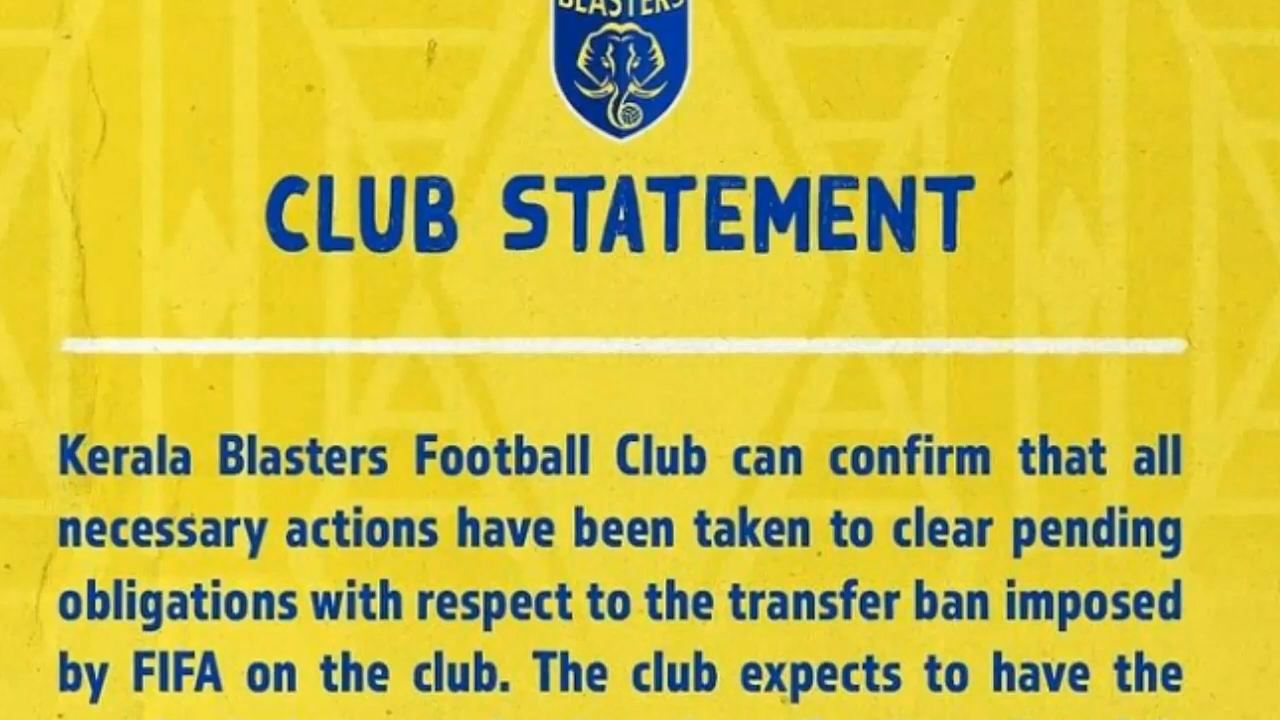 BLASTERS
CLUB STATEMENT
Kerala Blasters Football Club can confirm that all
necessary actions have been taken to clear pending
obligations with respect to the transfer ban imposed
by FIFA on the club. The club expects to have the